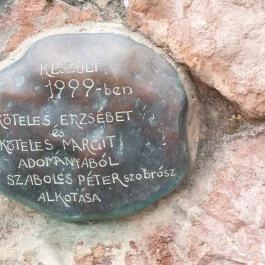 KÉSZÜLT
1999-ben
KÖTELES ERZSÉBET
és
KÖTELES MARGIT
ADOMÁNYÁBÓL
SZABOLCS PÉTER szobrász
ALKOTÁSA